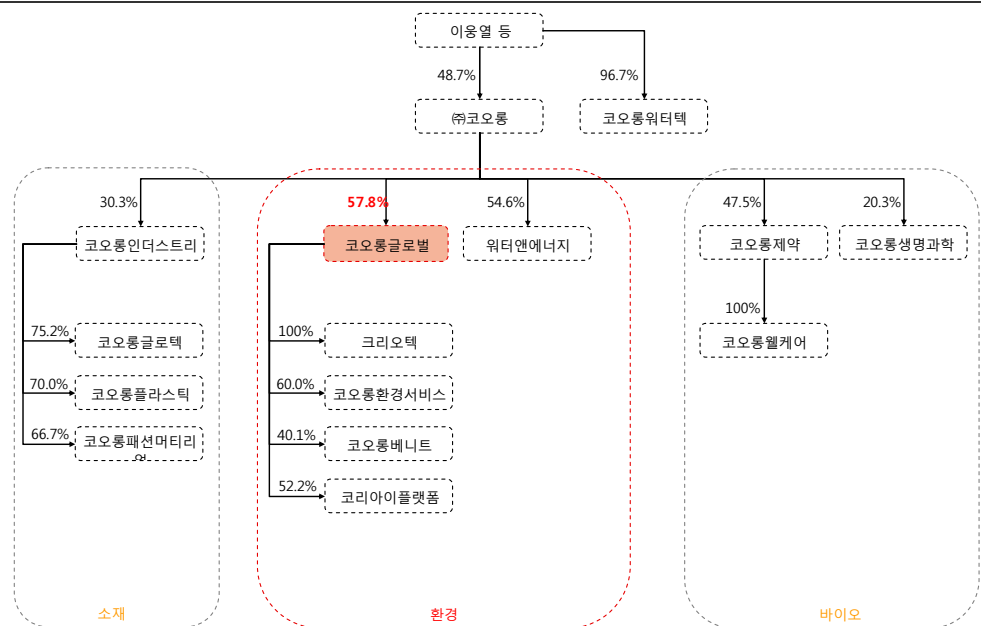 이웅열 등
48.7%
96.7%
㈜코오롱
코오롱워터텍
30.3%
57.8%
54.6%
47.5%
20.3%
코오롱인더스트리
코오롱글로벌
워터앤에너지
코오롱제약
코오롱생명과학
75.2%
100%
100%
코오롱글로텍
크리오텍
코오롱웰케어
70.0%
60.0%
코오롱플라스틱
코오롱환경서비스
66.7%
40.1%
코오롱패션머티리
코오롱베니트
52.2%
코리아이플랫폼
소재
환경
바이오